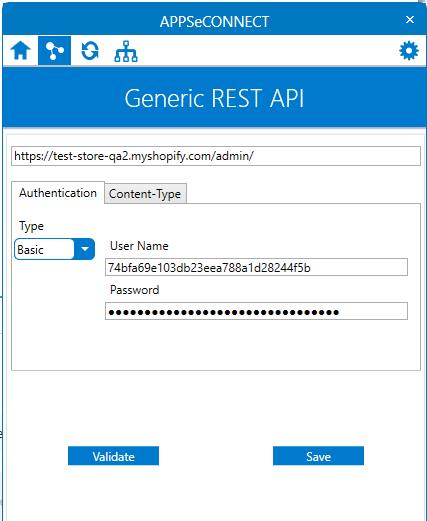 APPSeCONNECT
Generic REST API
https://test-store-qa2.myshopify.com/admin/
Authentication
Content-Type
Type
Basic
User Name
74bfa69e103db23eea788a1d28244f5b
Password
●●●●●●●●●●●●●●●●●●●●●●●●●●●●●●●●
Validate
Save